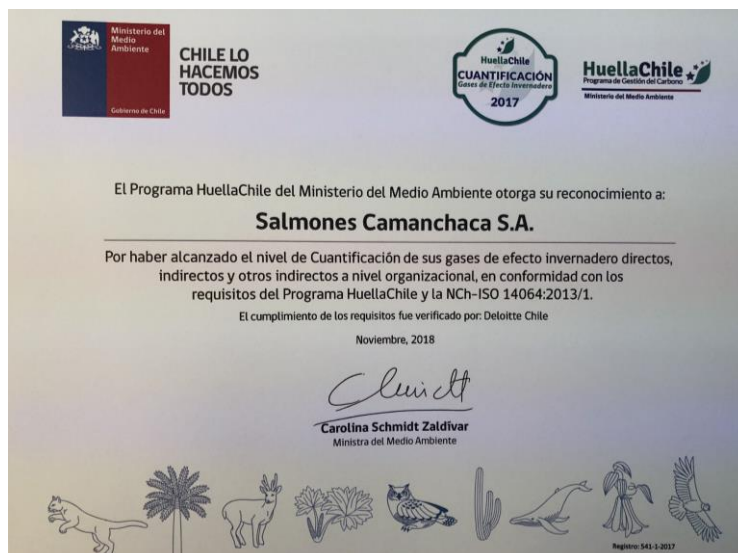 Ministerio del
Medio
Ambiente
Gobierno de Chile
CHILE LO
HACEMOS
TODOS
HuellaChile
CUANTIFICACIÓN
Gases de Efecto Invernadero
2017
HuellaChile
Programa de Gestión del Carbono
Ministerio del Medio Ambiente
El Programa HuellaChile del Ministerio del Medio Ambiente otorga su reconocimiento a:
Salmones Camanchaca S.A.
Por haber alcanzado el nivel de Cuantificación de sus gases de efecto invernadero directos,
indirectos y otros indirectos a nivel organizacional, en conformidad con los
requisitos del Programa HuellaChile y la NCh-ISO 14064:2013/1.
El cumplimiento de los requisitos fue verificado por: Deloitte Chile
Noviembre, 2018
Carolina Schmidt Zaldívar
Ministra del Medio Ambiente
Registro: 541-1-2017